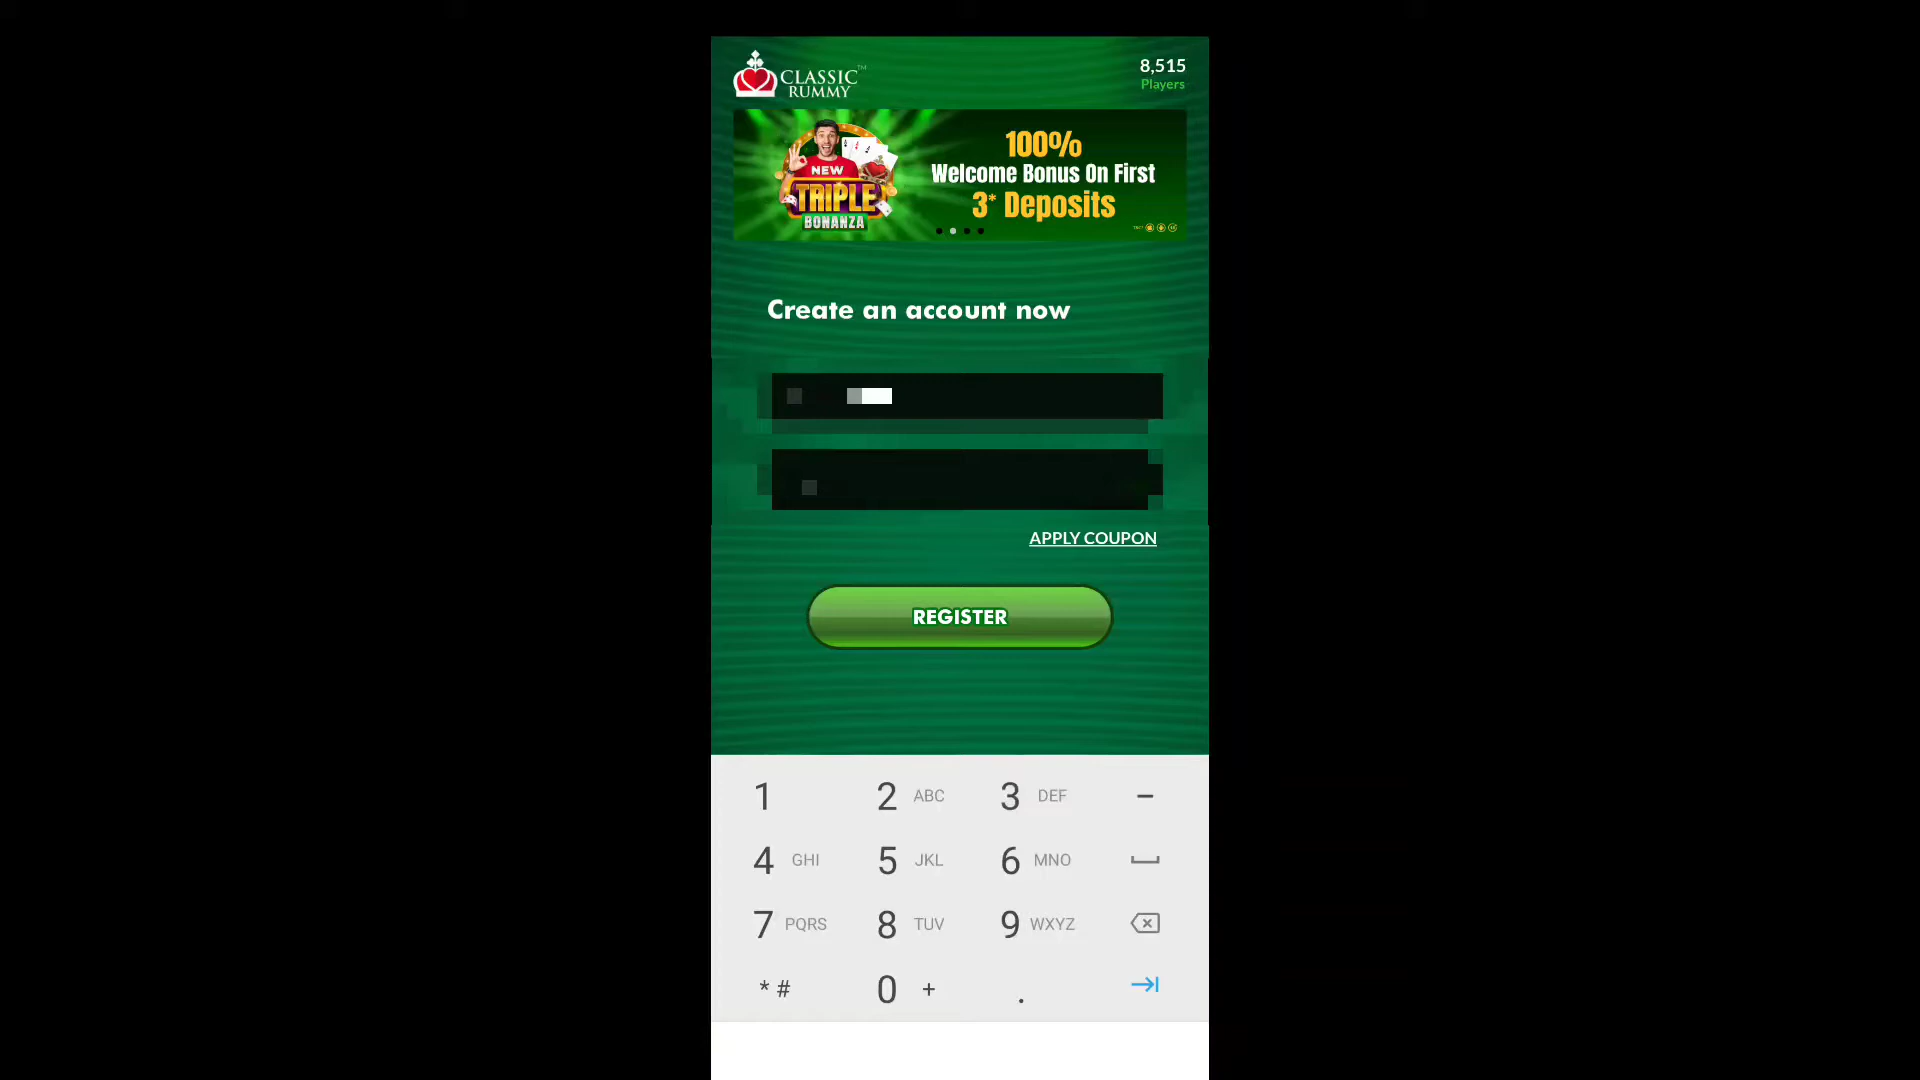 CLASSIC
RUMMY
TM
8,515
Players
NEW
TRIPLE
BONANZA
100%
Welcome Bonus On First
3* Deposits
Create an account now
APPLY COUPON
REGISTER
1
2 ABC
3 DEF
-
4 GHI
5 JKL
6 MNO
7 PQRS
8 TUV
9 WXYZ
* #
0 +
.